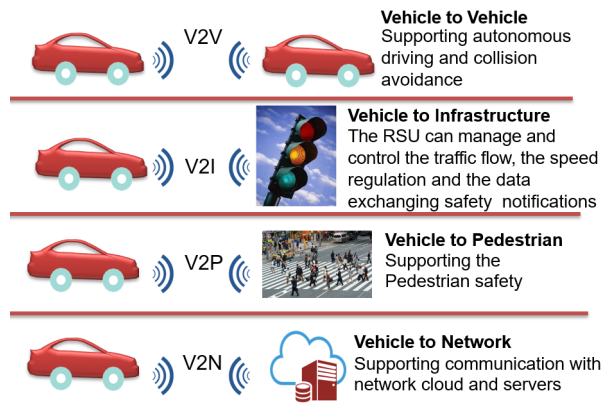 V2V
Vehicle to Vehicle
Supporting autonomous
driving and collision
avoidance
V2I
Vehicle to Infrastructure
The RSU can manage and
control the traffic flow, the speed
regulation and the data
exchanging safety notifications
V2P
Vehicle to Pedestrian
Supporting the
Pedestrian safety
V2N
Vehicle to Network
Supporting communication with
network cloud and servers